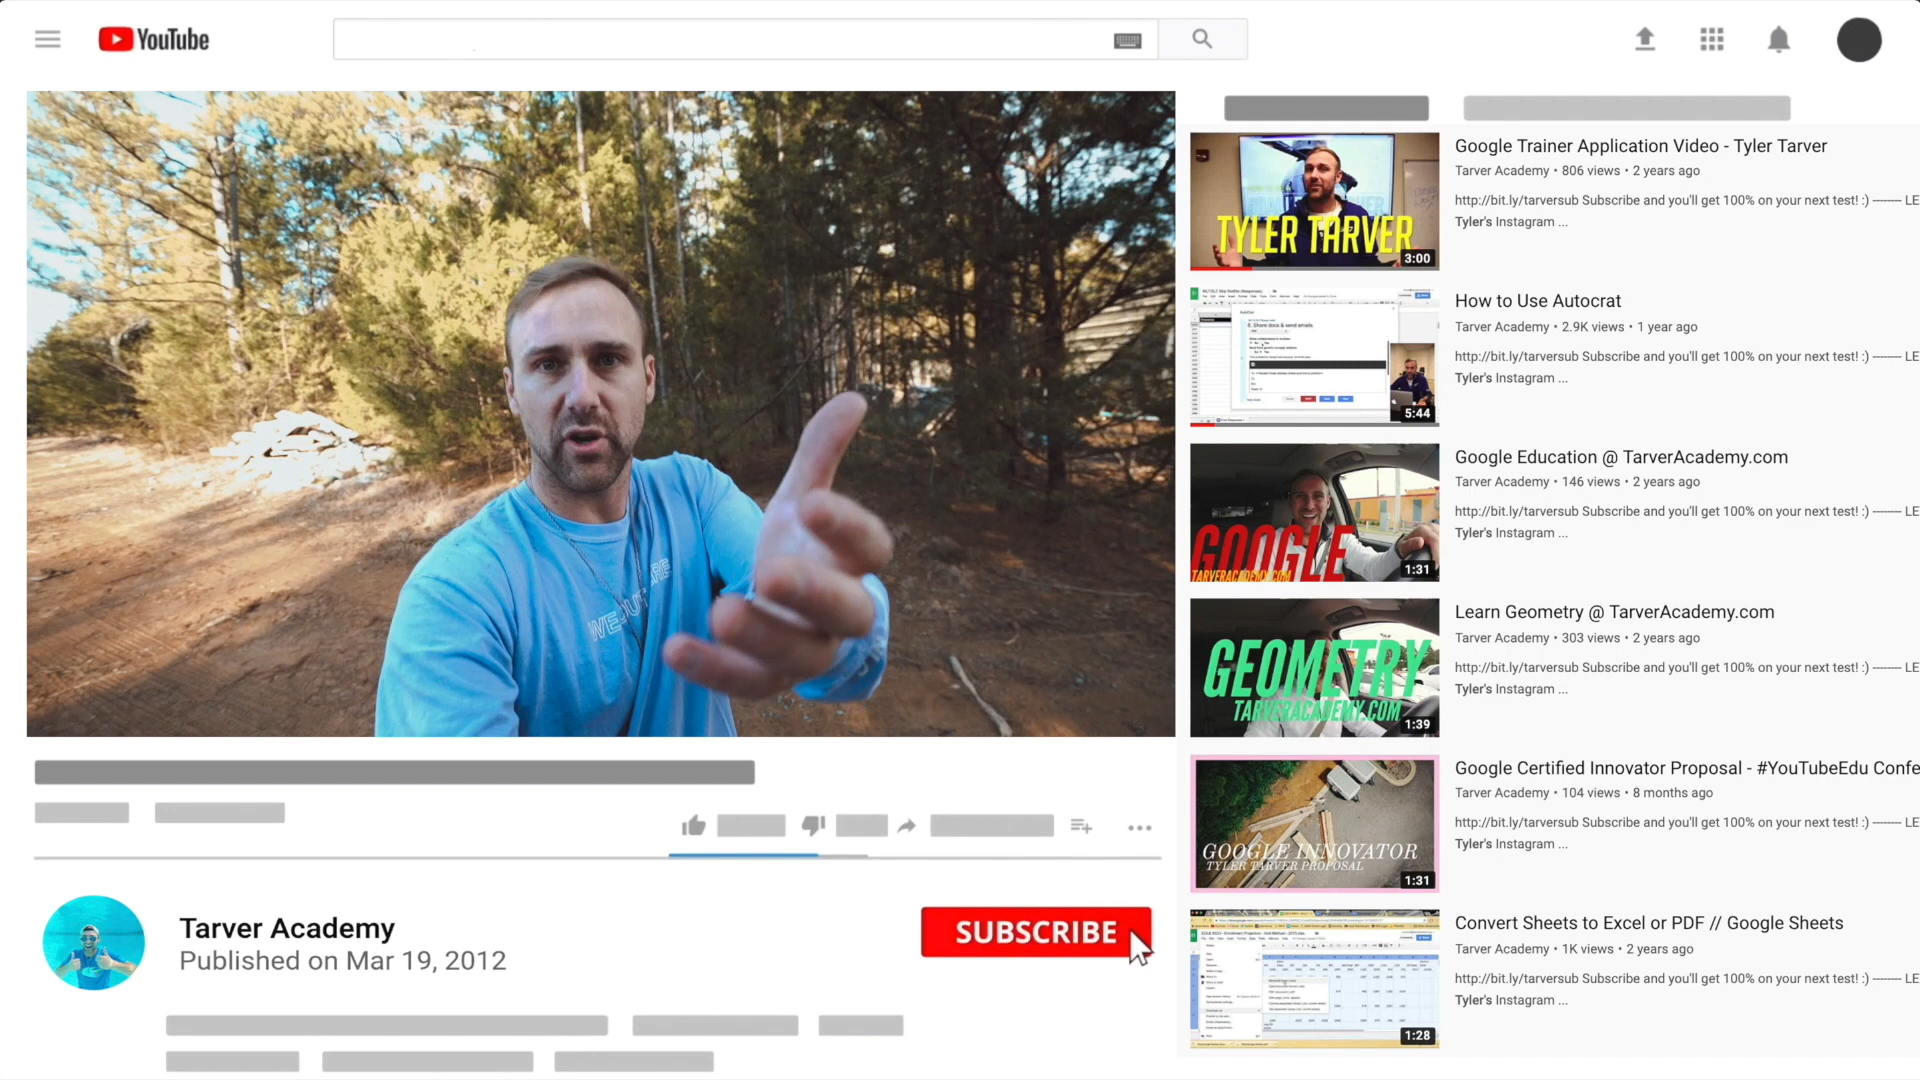 YouTube
WE OUT
TYLER TARVER
3:00
Google Trainer Application Video - Tyler Tarver
Tarver Academy • 806 views • 2 years ago
http://bit.ly/tarversub Subscribe and you'll get 100% on your next test! :) -------- LE
Tyler's Instagram ...
8. Share docs & send emails
5:44
How to Use Autocrat
Tarver Academy • 2.9K views • 1 year ago
http://bit.ly/tarversub Subscribe and you'll get 100% on your next test! :) -------- LE
Tyler's Instagram ...
GOOGLE
TARVERACADEMY.COM
1:31
Google Education @ TarverAcademy.com
Tarver Academy • 146 views • 2 years ago
http://bit.ly/tarversub Subscribe and you'll get 100% on your next test! :) -------- LE
Tyler's Instagram ...
GEOMETRY
TARVERACADEMY.COM
1:39
Learn Geometry @ TarverAcademy.com
Tarver Academy • 303 views • 2 years ago
http://bit.ly/tarversub Subscribe and you'll get 100% on your next test! :) -------- LE
Tyler's Instagram ...
GOOGLE INNOVATOR
TYLER TARVER PROPOSAL
1:31
Google Certified Innovator Proposal - #YouTubeEdu Confe
Tarver Academy • 104 views • 8 months ago
http://bit.ly/tarversub Subscribe and you'll get 100% on your next test! :) -------- LE
Tyler's Instagram ...
1:28
Convert Sheets to Excel or PDF // Google Sheets
Tarver Academy • 1K views • 2 years ago
http://bit.ly/tarversub Subscribe and you'll get 100% on your next test! :) -------- LE
Tyler's Instagram ...
Tarver Academy
Published on Mar 19, 2012
SUBSCRIBE